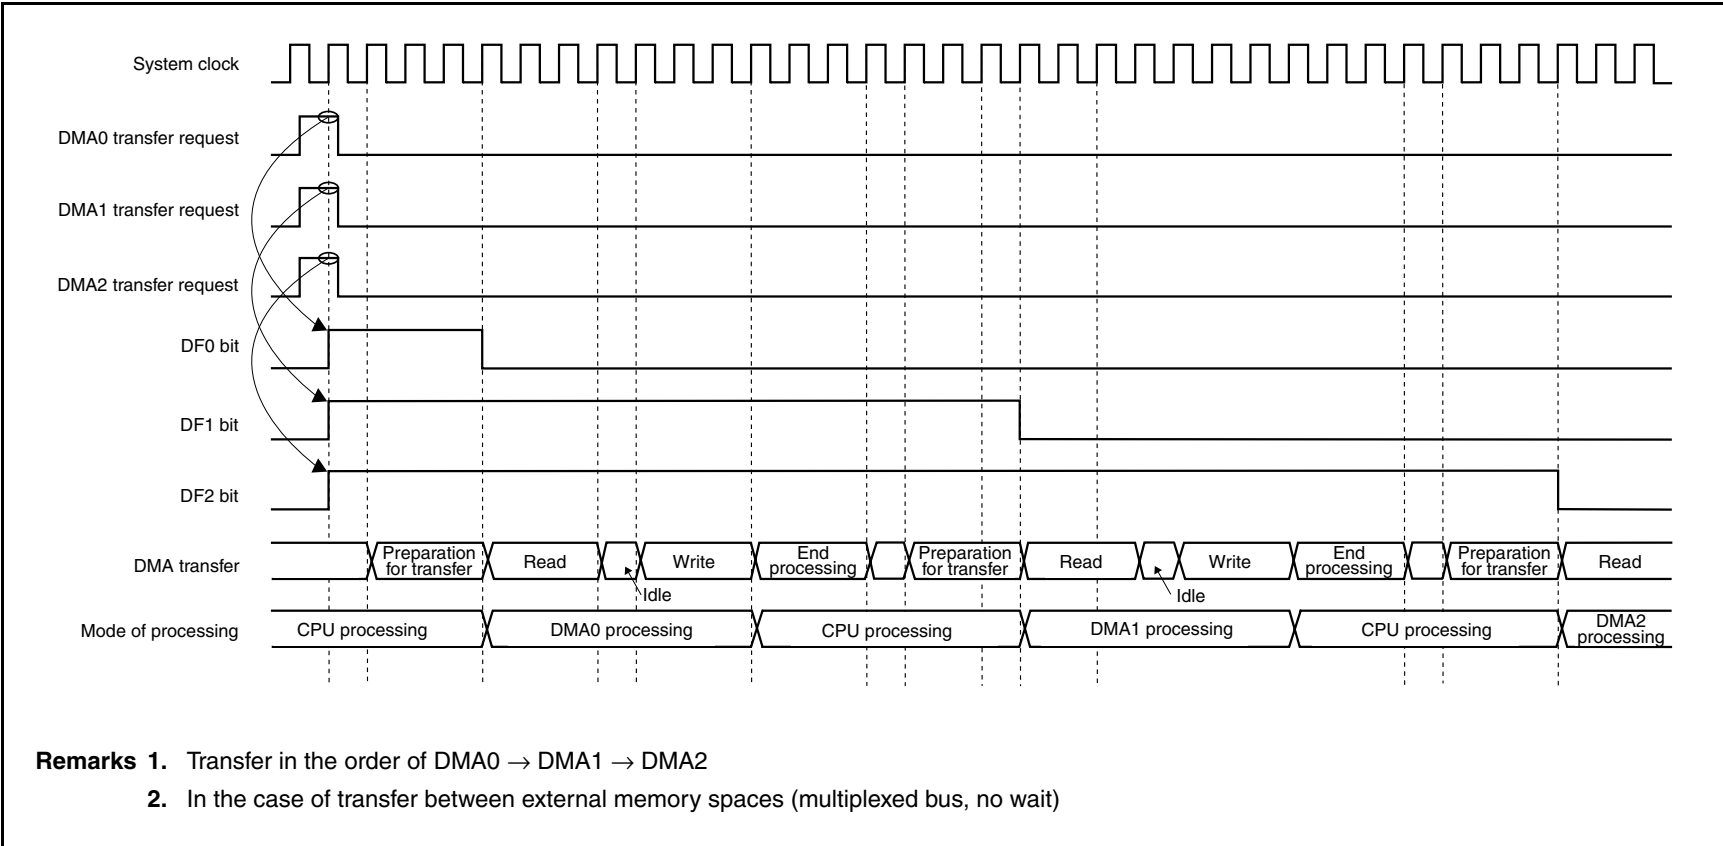 System clock
DMA0 transfer request
DMA1 transfer request
DMA2 transfer request
DF0 bit
DF1 bit
DF2 bit
DMA transfer
Preparation
for transfer
Read
Idle
Write
End
processing
Preparation
for transfer
Read
Idle
Write
End
processing
Preparation
for transfer
Read
Mode of processing
CPU processing
DMA0 processing
CPU processing
DMA1 processing
CPU processing
DMA2
processing
Remarks 1. Transfer in the order of DMA0 → DMA1 → DMA2
2. In the case of transfer between external memory spaces (multiplexed bus, no wait)